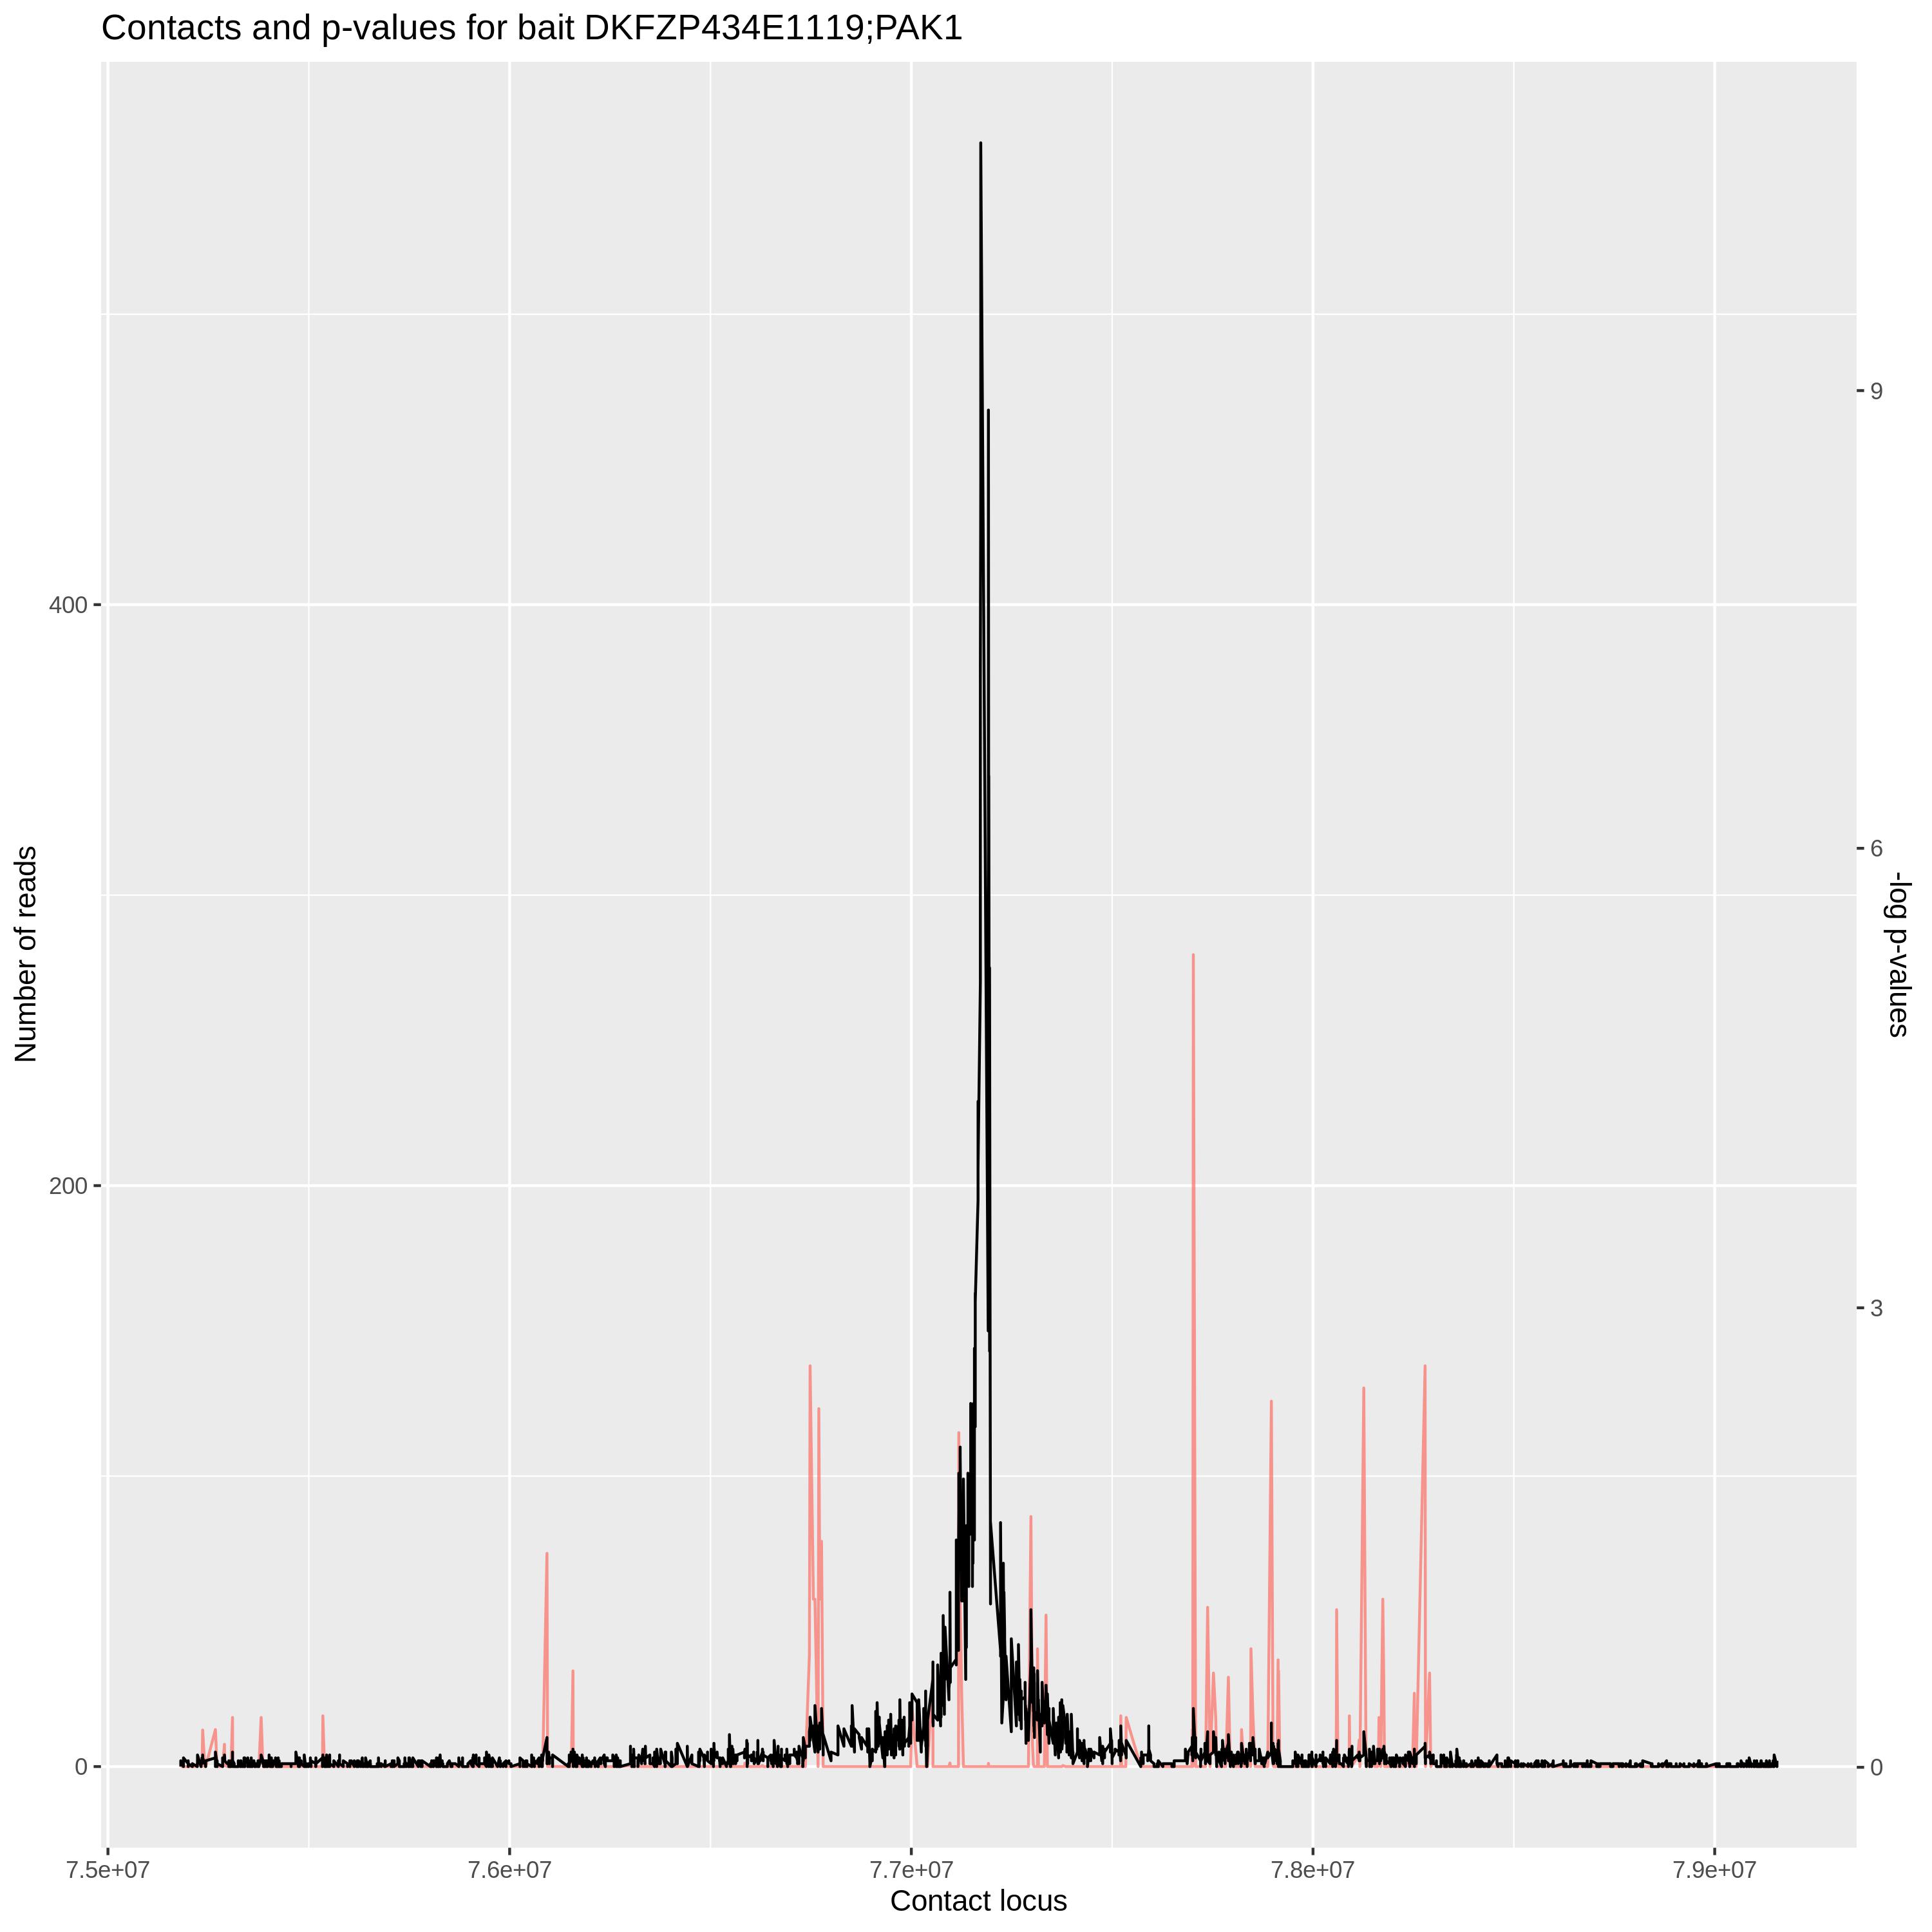 Contacts and p-values for bait DKFZP434E1119;PAK1
400
200
0
Number of reads
9
6
3
0
-log p-values
7.5e+07
7.6e+07
7.7e+07
7.8e+07
7.9e+07
Contact locus